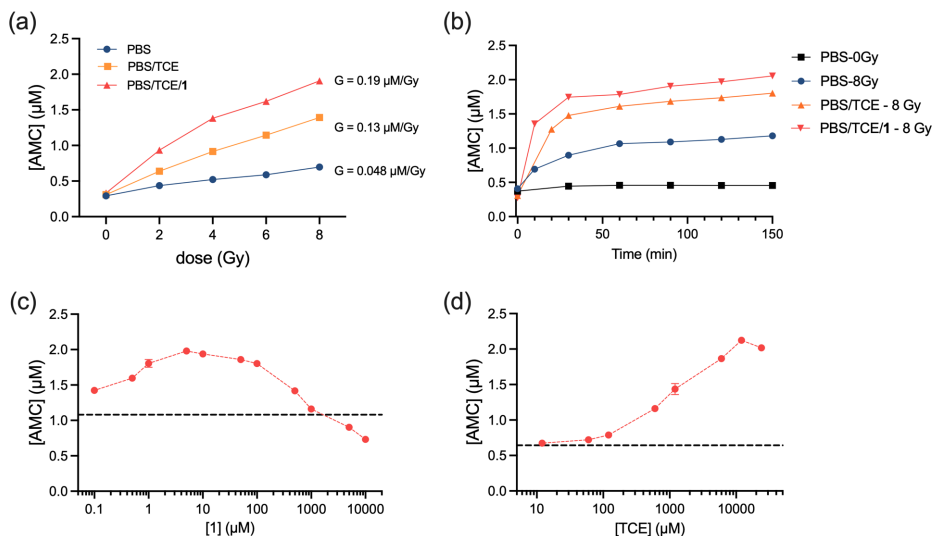 (a)
PBS
PBS/TCE
PBS/TCE/1
G = 0.19 µM/Gy
G = 0.13 µM/Gy
G = 0.048 µM/Gy
[AMC] (µM)
2.5
2.0
1.5
1.0
0.5
0.0
0 2 4 6 8
dose (Gy)
(b)
PBS-0Gy
PBS-8Gy
PBS/TCE - 8 Gy
PBS/TCE/1 - 8 Gy
[AMC] (µM)
2.5
2.0
1.5
1.0
0.5
0.0
0 50 100 150
Time (min)
(c)
[AMC] (µM)
2.5
2.0
1.5
1.0
0.5
0.0
0.1 1 10 100 1000 10000
[1] (µM)
(d)
[AMC] (µM)
2.5
2.0
1.5
1.0
0.5
0.0
10 100 1000 10000
[TCE] (µM)